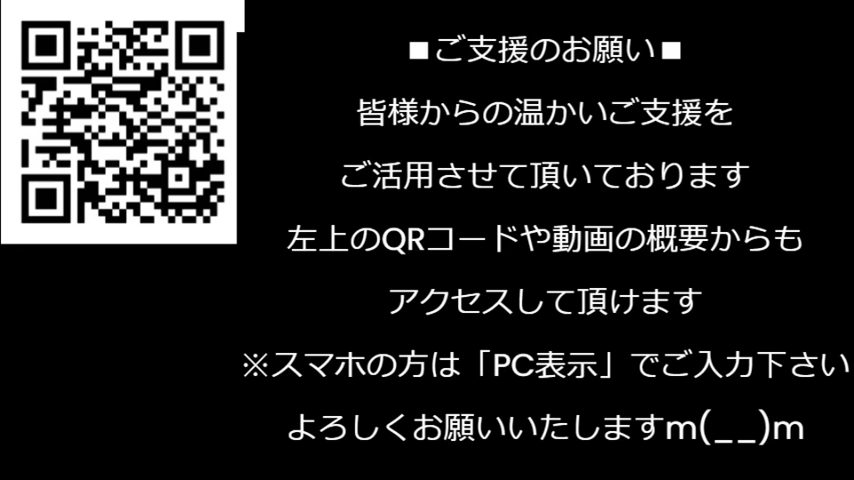 ■ご支援のお願い■
皆様からの温かいご支援を
ご活用させて頂いております
左上のQRコードや動画の概要からも
アクセスして頂けます
※スマホの方は「PC表示」でご入力下さい
よろしくお願いいたしますm(__)m